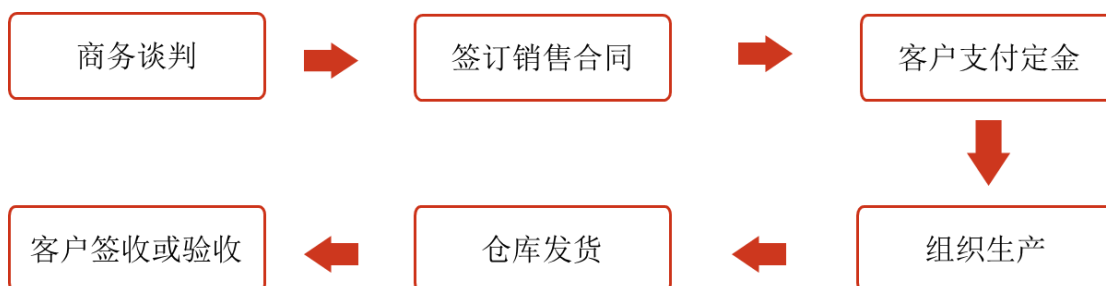 商务谈判
签订销售合同
客户支付定金
组织生产
仓库发货
客户签收或验收